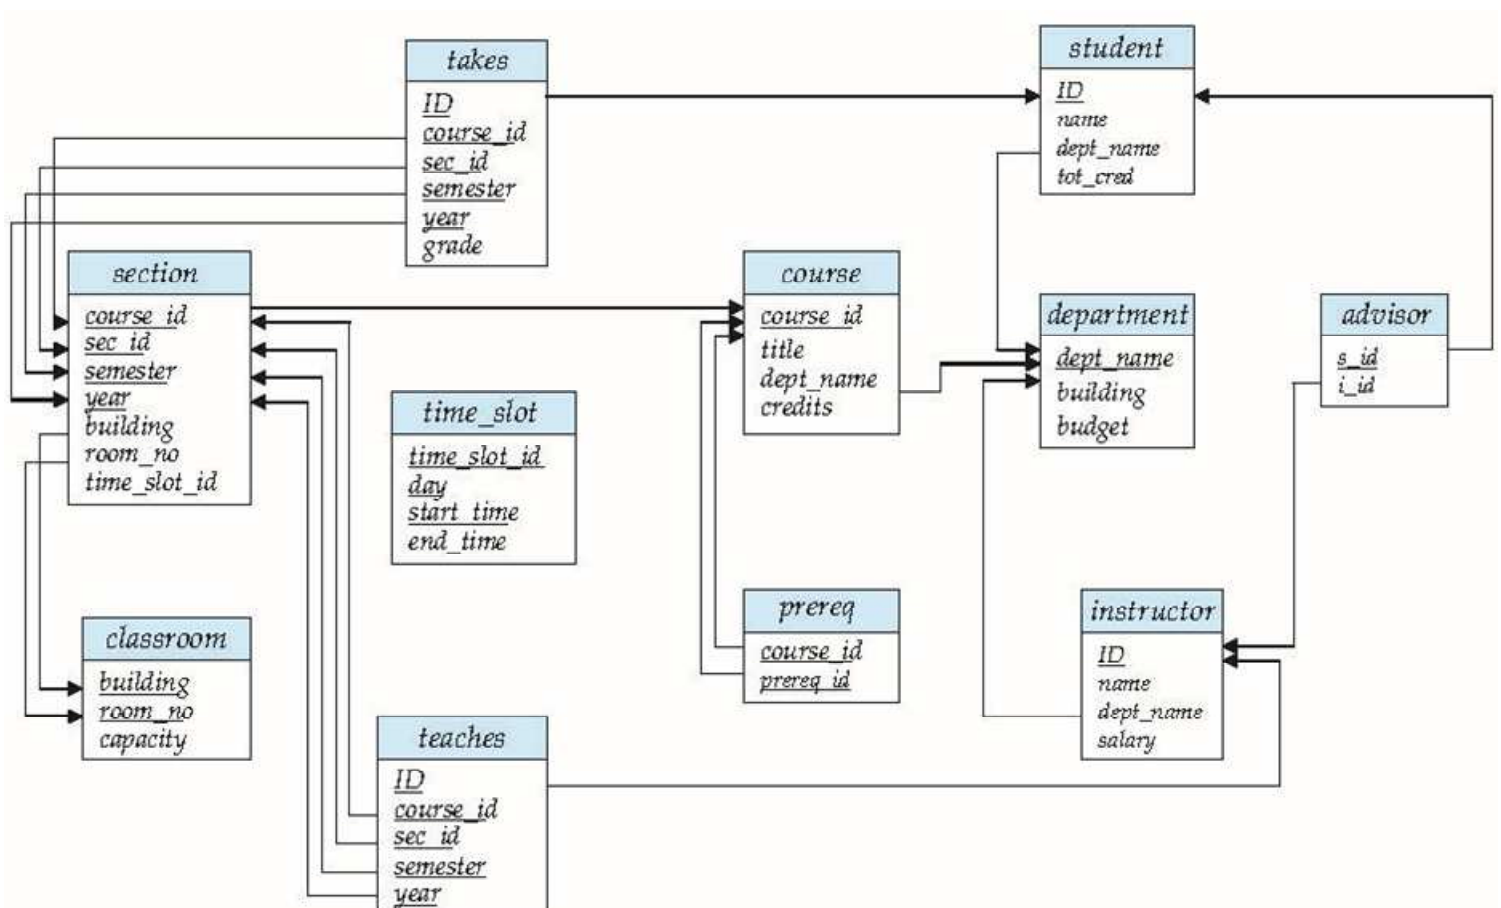 takes
ID
course_id
sec_id
semester
year
grade
student
ID
name
dept_name
tot_cred
section
course_id
sec_id
semester
year
building
room_no
time_slot_id
course
course_id
title
dept_name
credits
department
dept_name
building
budget
advisor
s_id
i_id
time_slot
time_slot_id
day
start_time
end_time
prereq
course_id
prereq_id
instructor
ID
name
dept_name
salary
classroom
building
room_no
capacity
teaches
ID
course_id
sec_id
semester
year